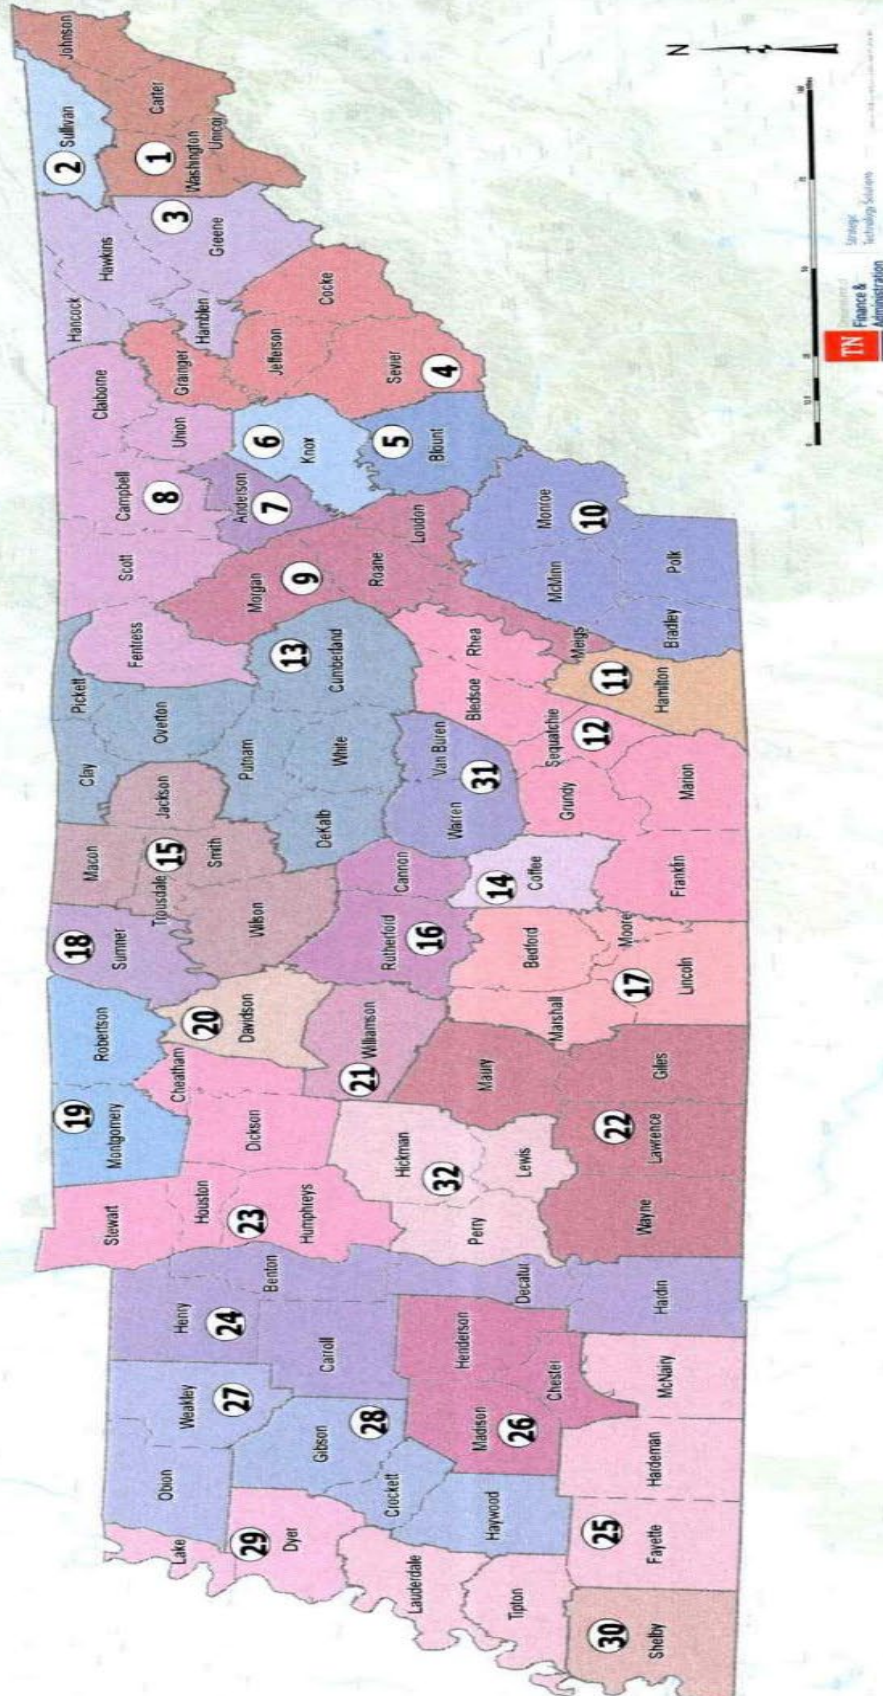 Johnson
Sullivan
2
Carter
1
Washington
Unicoi
3
Hancock
Hawkins
Greene
Hamblen
Claiborne
Grainger
Cocke
Jefferson
Union
Sevier
4
6
Knox
5
Blount
Campbell
8
Anderson
7
Scott
Loudon
Monroe
10
Morgan
9
Roane
McMinn
Polk
Fentress
13
Cumberland
Rhea
Meigs
Bradley
Pickett
Overton
Bledsoe
11
Hamilton
Clay
Putnam
White
Van Buren
31
Sequatchie
12
Jackson
DeKalb
Warren
Grundy
Marion
Macon
Trousdale
15
Smith
Cannon
14
Coffee
Franklin
18
Sumner
Wilson
Rutherford
16
Bedford
Moore
Robertson
20
Davidson
Williamson
21
Marshall
17
Lincoln
19
Montgomery
Cheatham
Dickson
Maury
Giles
Stewart
Houston
23
Humphreys
Hickman
32
Lewis
22
Lawrence
Perry
Wayne
Henry
24
Benton
Decatur
Hardin
Carroll
Henderson
Chester
McNairy
Weakley
27
Gibson
28
Madison
26
Hardeman
Obion
Crockett
Haywood
Lake
29
Dyer
25
Fayette
Lauderdale
Tipton
30
Shelby
N
TN
Finance &
Administration
Strategic
Technology Solutions